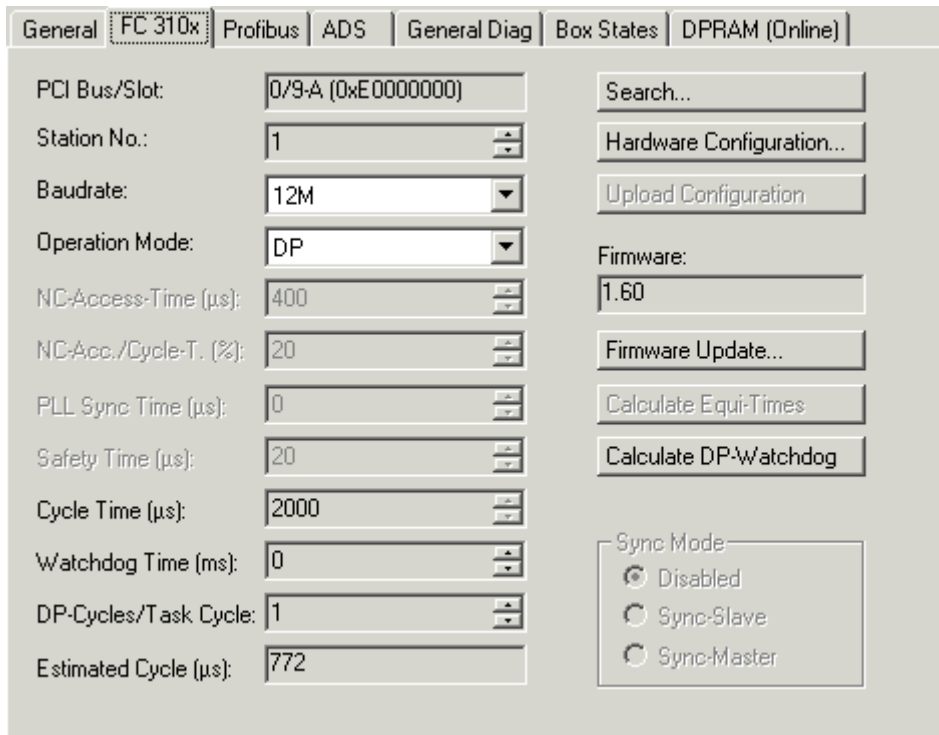 General FC 310x Profibus ADS General Diag Box States DPRAM (Online)
PCI Bus/Slot: 0/9-A (0xE0000000) Search...
Station No.: 1 Hardware Configuration...
Baudrate: 12M Upload Configuration
Operation Mode: DP Firmware:
NC-Access-Time (µs): 400 1.60
NC-Acc./Cycle-T. (%): 20 Firmware Update...
PLL Sync Time (µs): 0 Calculate Equi-Times
Safety Time (µs): 20 Calculate DP-Watchdog
Cycle Time (µs): 2000
Watchdog Time (ms): 0 Sync Mode
Disabled
DP-Cycles/Task Cycle: 1 Sync-Slave
Estimated Cycle (µs): 772 Sync-Master